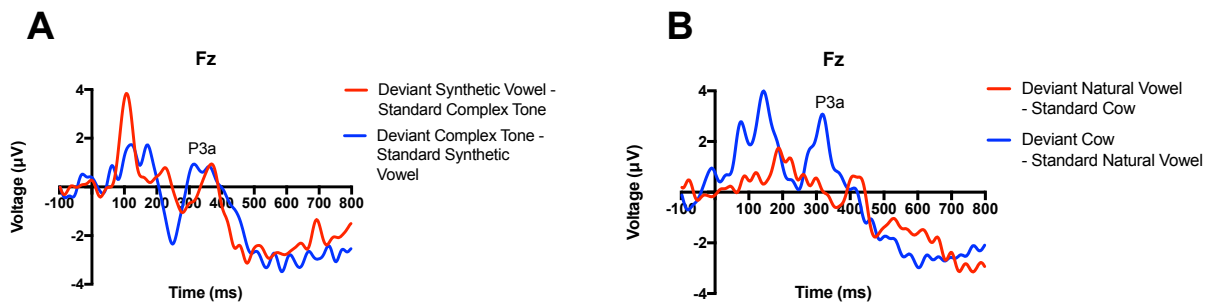 A
Fz
4
2
-2
-4
Voltage (µV)
-100
100 200 300 400 500 600 700 800
P3a
Time (ms)
Deviant Synthetic Vowel -
Standard Complex Tone
Deviant Complex Tone -
Standard Synthetic
Vowel
B
Fz
4
2
-2
-4
Voltage (µV)
-100
100 200 300 400 500 600 700 800
P3a
Time (ms)
Deviant Natural Vowel
- Standard Cow
Deviant Cow
- Standard Natural Vowel